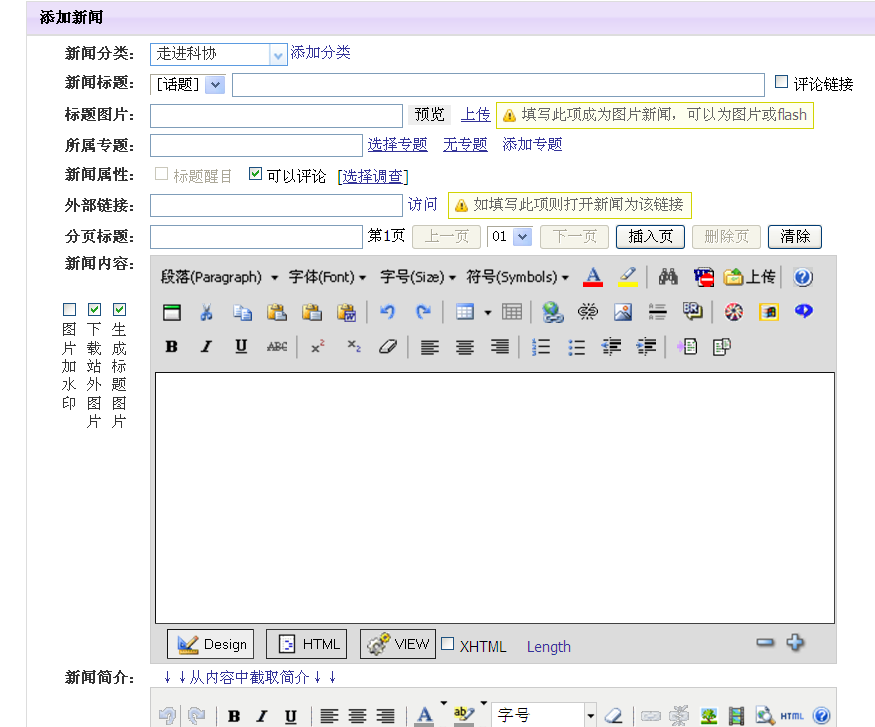 添加新闻
新闻分类: 走进科协 添加分类
新闻标题: [话题] 评论链接
标题图片: 预览 上传 填写此项成为图片新闻，可以为图片或flash
所属专题: 选择专题 无专题 添加专题
新闻属性: 标题醒目 可以评论 [选择调查]
外部链接: 访问 如填写此项则打开新闻为该链接
分页标题: 第1页 上一页 01 下一页 插入页 删除页 清除
新闻内容:
段落(Paragraph) 字体(Font) 字号(Size) 符号(Symbols) A 上传
B I U ABC x² x₂
图片加水印
下载站外图片
生成标题图片
Design HTML VIEW XHTML Length
新闻简介: ↓↓从内容中截取简介↓↓
B I U A ab 字号 HTML